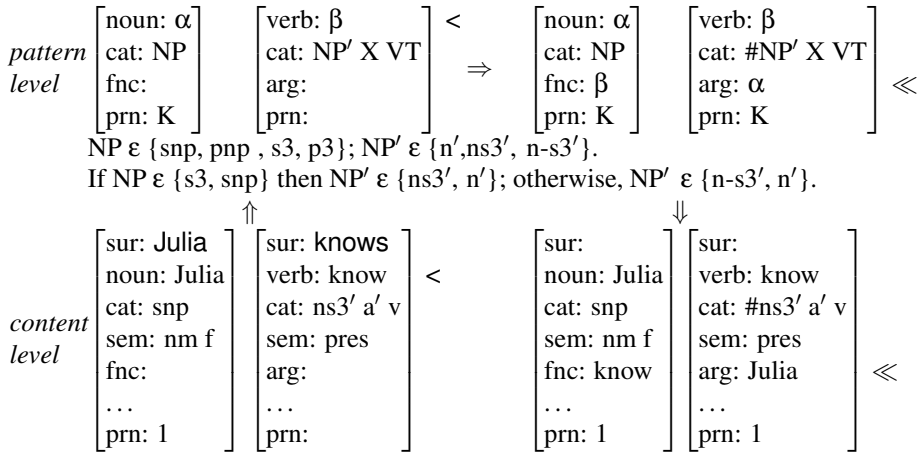 [noun: α] [verb: β] < [noun: α] [verb: β]
pattern [cat: NP] [cat: NP′ X VT] ⇒ [cat: NP] [cat: #NP′ X VT]
level [fnc:] [arg:] [fnc: β] [arg: α] ≪
[prn: K] [prn:] [prn: K] [prn: K]
NP ε {snp, pnp , s3, p3}; NP′ ε {n′,ns3′, n-s3′}.
If NP ε {s3, snp} then NP′ ε {ns3′, n′}; otherwise, NP′ ε {n-s3′, n′}.
⇑ ⇓
[sur: Julia] [sur: knows] [sur:] [sur:]
[noun: Julia] [verb: know] < [noun: Julia] [verb: know]
[cat: snp] [cat: ns3′ a′ v] [cat: snp] [cat: #ns3′ a′ v]
content [sem: nm f] [sem: pres] [sem: nm f] [sem: pres]
level [fnc:] [arg:] [fnc: know] [arg: Julia] ≪
[...] [...] [...] [...]
[prn: 1] [prn:] [prn: 1] [prn: 1]